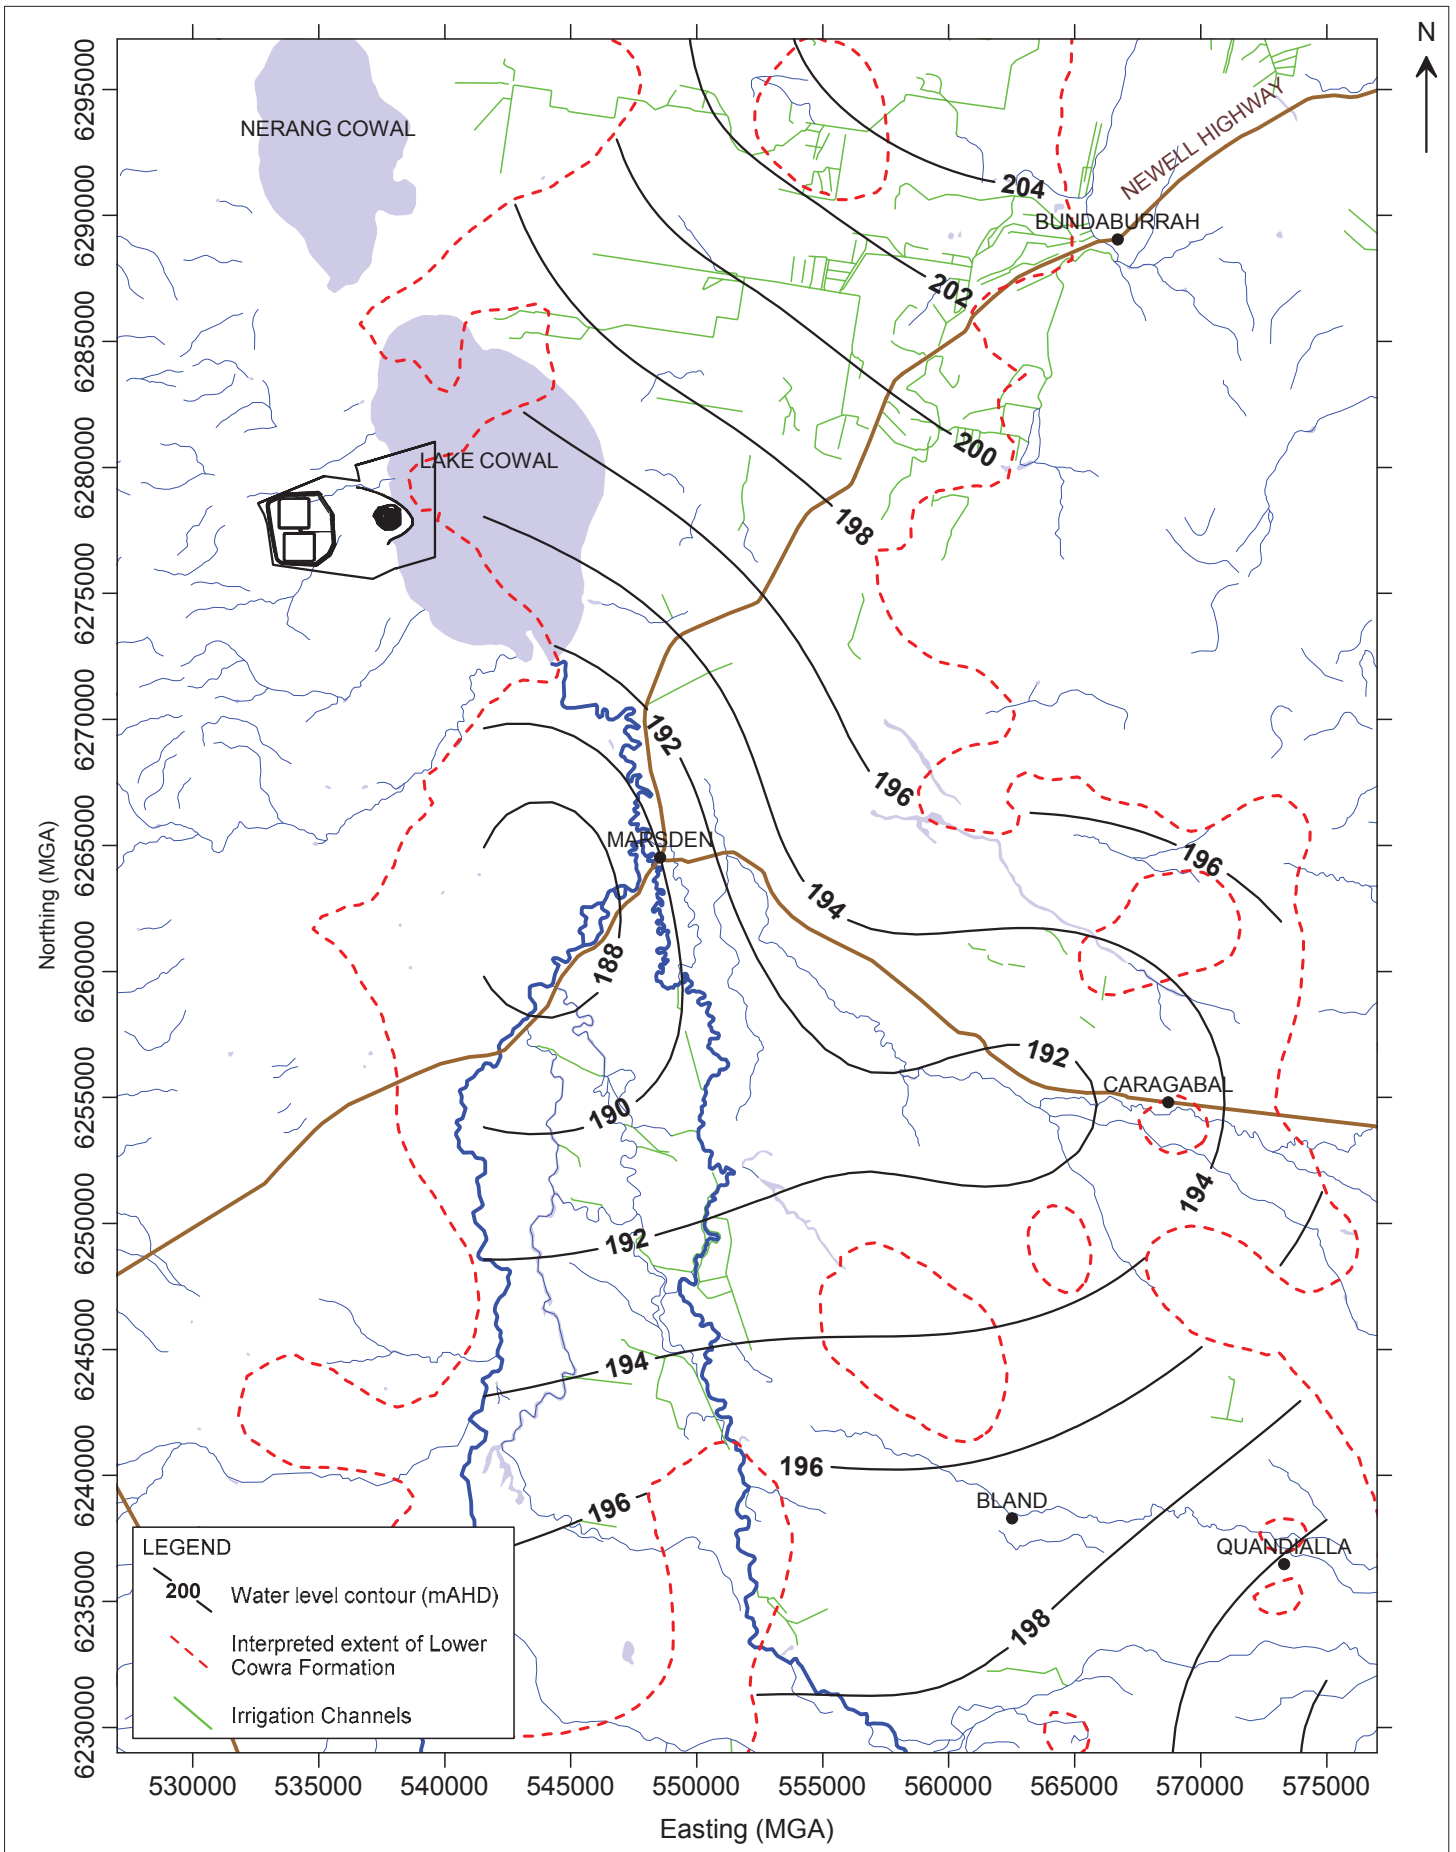 N
NERANG COWAL
NEWELL HIGHWAY
204
BUNDABURRAH
202
200
LAKE COWAL
198
192
196
MARSDEN
196
194
188
192
CARAGABAL
190
194
192
194
196
196
BLAND
QUANDIALLA
198
LEGEND
200 Water level contour (mAHD)
Interpreted extent of Lower
Cowra Formation
Irrigation Channels
6295000
6290000
6285000
6280000
6275000
6270000
6265000
6260000
6255000
6250000
6245000
6240000
6235000
6230000
Northing (MGA)
530000 535000 540000 545000 550000 555000 560000 565000 570000 575000
Easting (MGA)